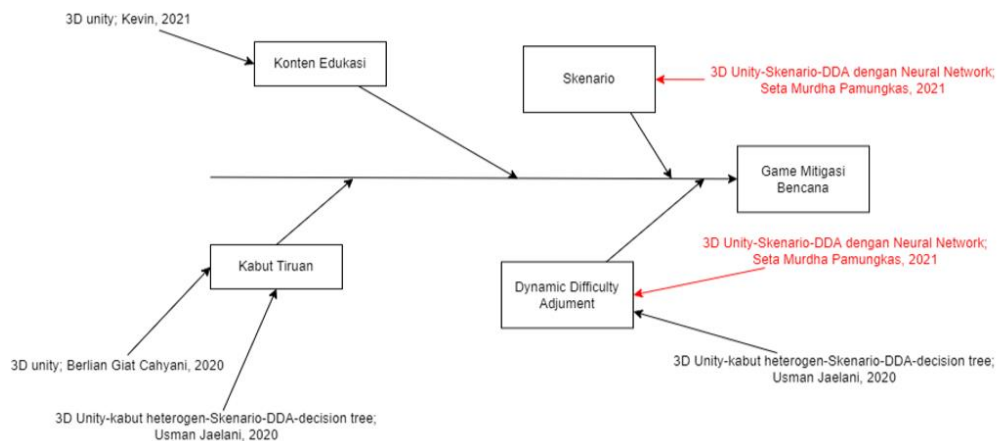 3D unity; Kevin, 2021
Konten Edukasi
Skenario
3D Unity-Skenario-DDA dengan Neural Network;
Seta Murdha Pamungkas, 2021
Game Mitigasi
Bencana
Kabut Tiruan
Dynamic Difficulty
Adjument
3D Unity-Skenario-DDA dengan Neural Network;
Seta Murdha Pamungkas, 2021
3D unity; Berlian Giat Cahyani, 2020
3D Unity-kabut heterogen-Skenario-DDA-decision tree;
Usman Jaelani, 2020
3D Unity-kabut heterogen-Skenario-DDA-decision tree;
Usman Jaelani, 2020